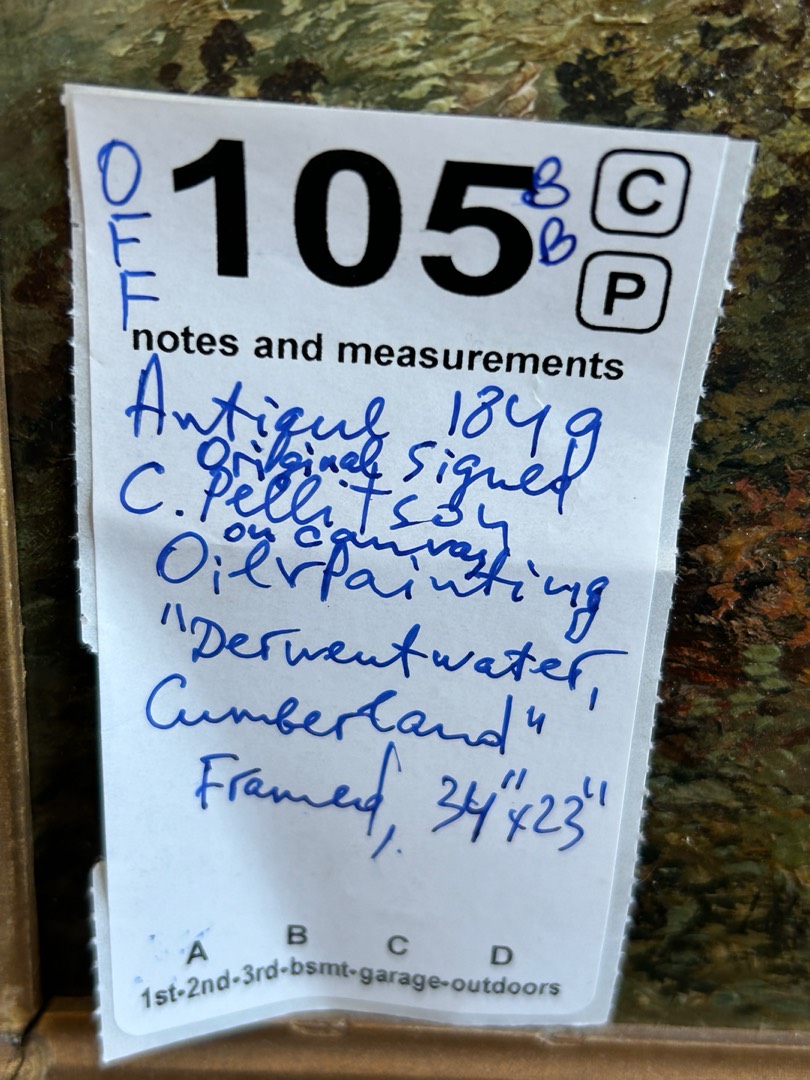 OFF
105
B
B
C
P
notes and measurements
Antique 1849
Original Signed
C. Pellitson
on canvas
Oil Painting
"Derwentwater,
Cumberland"
Framed, 34"x23"
A B C D
1st-2nd-3rd-bsmt-garage-outdoors